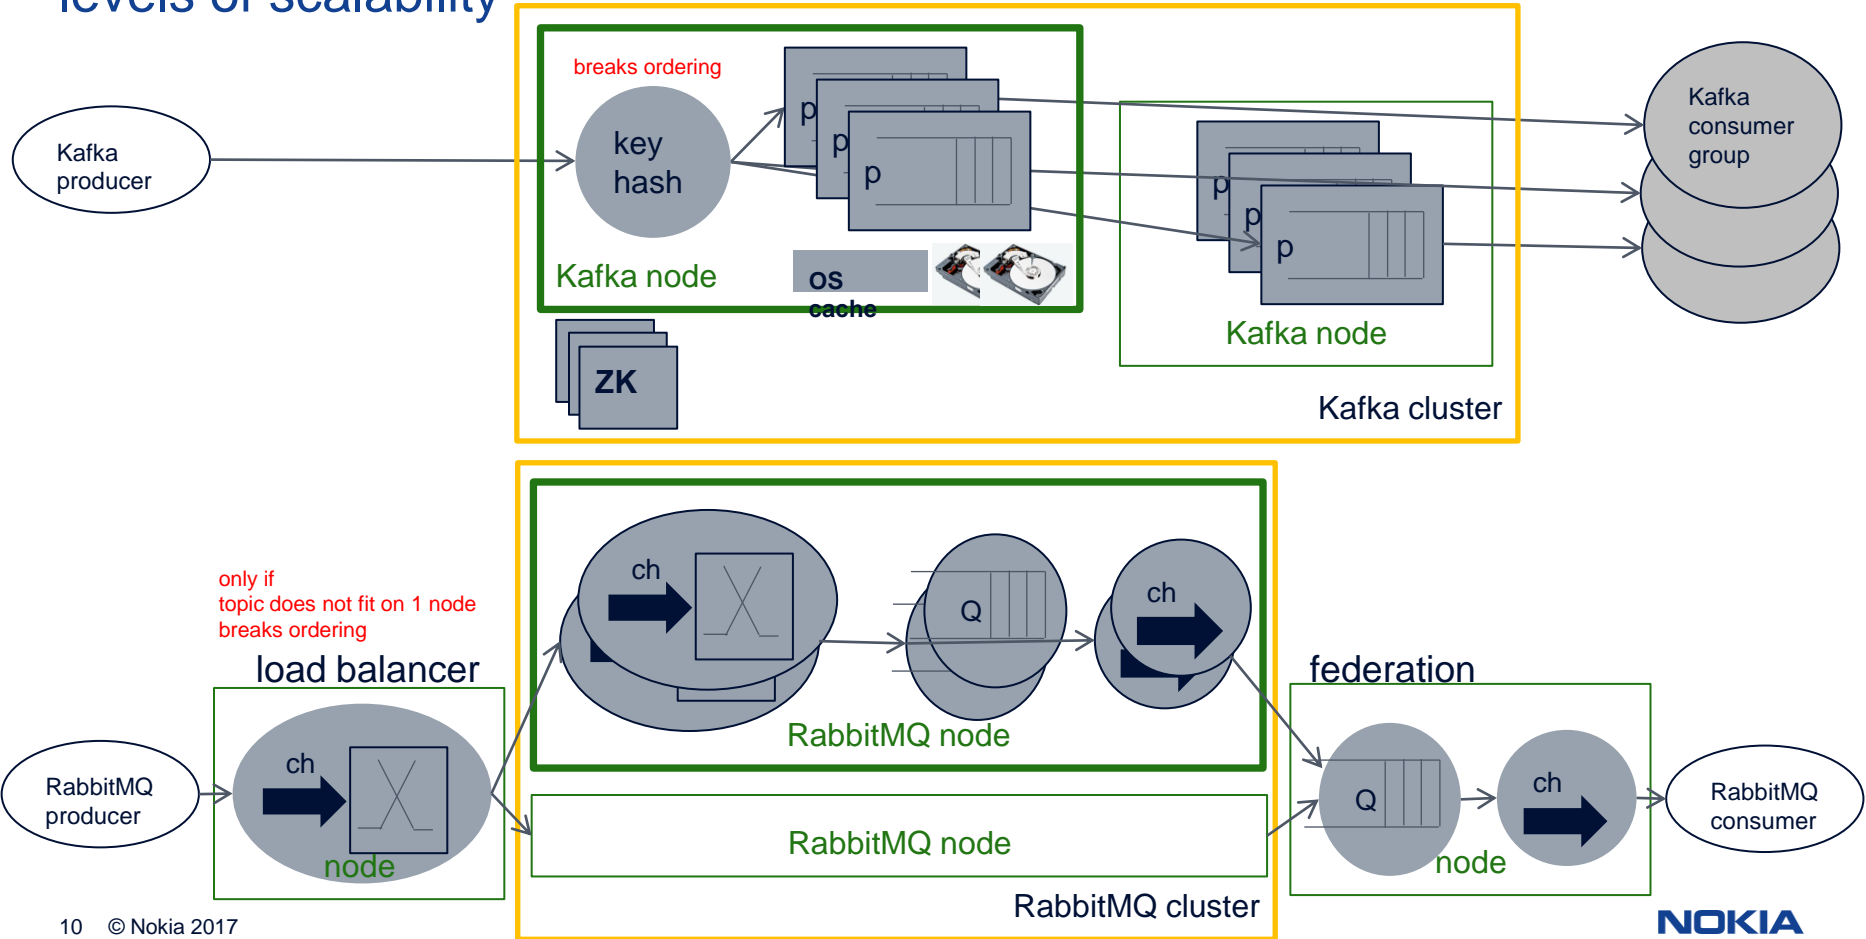 levels of scalability
breaks ordering
Kafka
producer
key
hash
p
p
p
Kafka node
OS
cache
ZK
p
p
p
Kafka node
Kafka cluster
Kafka
consumer
group
only if
topic does not fit on 1 node
breaks ordering
load balancer
RabbitMQ
producer
ch
node
ch
Q
ch
RabbitMQ node
RabbitMQ node
RabbitMQ cluster
federation
Q
ch
node
RabbitMQ
consumer
10 © Nokia 2017
NOKIA